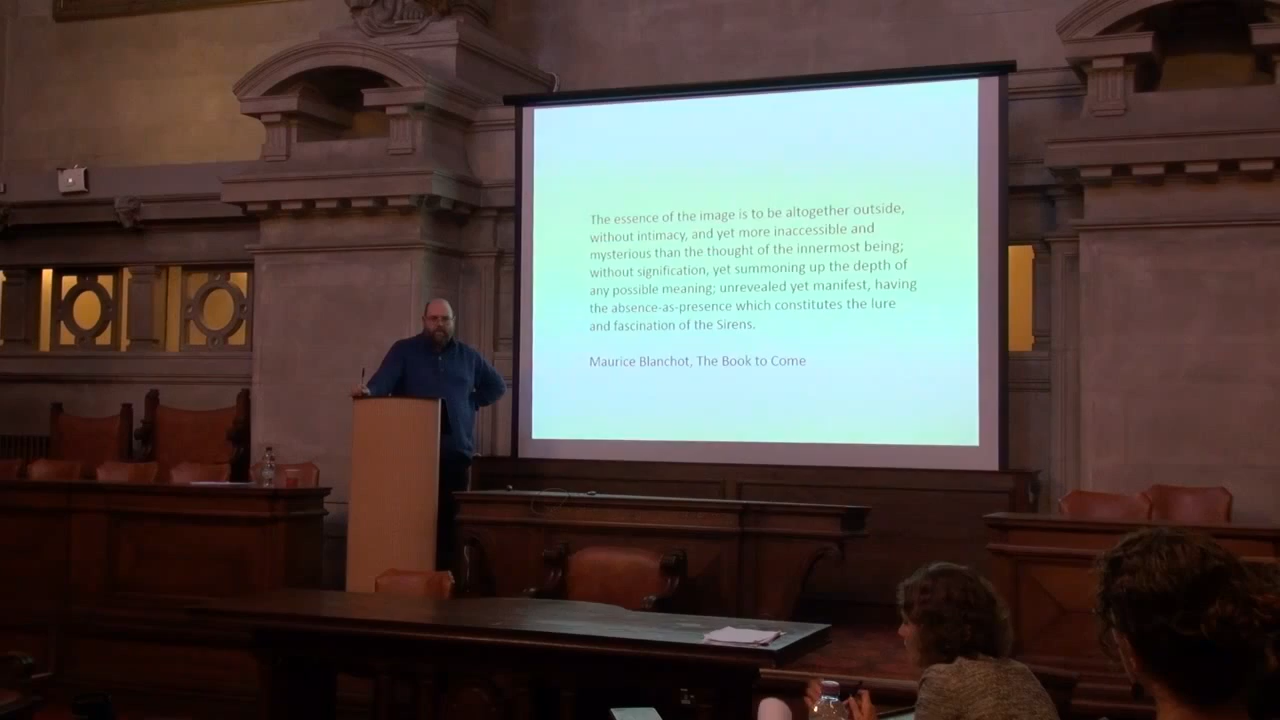 The essence of the image is to be altogether outside,
without intimacy, and yet more inaccessible and
mysterious than the thought of the innermost being;
without signification, yet summoning up the depth of
any possible meaning; unrevealed yet manifest, having
the absence-as-presence which constitutes the lure
and fascination of the Sirens.
Maurice Blanchot, The Book to Come